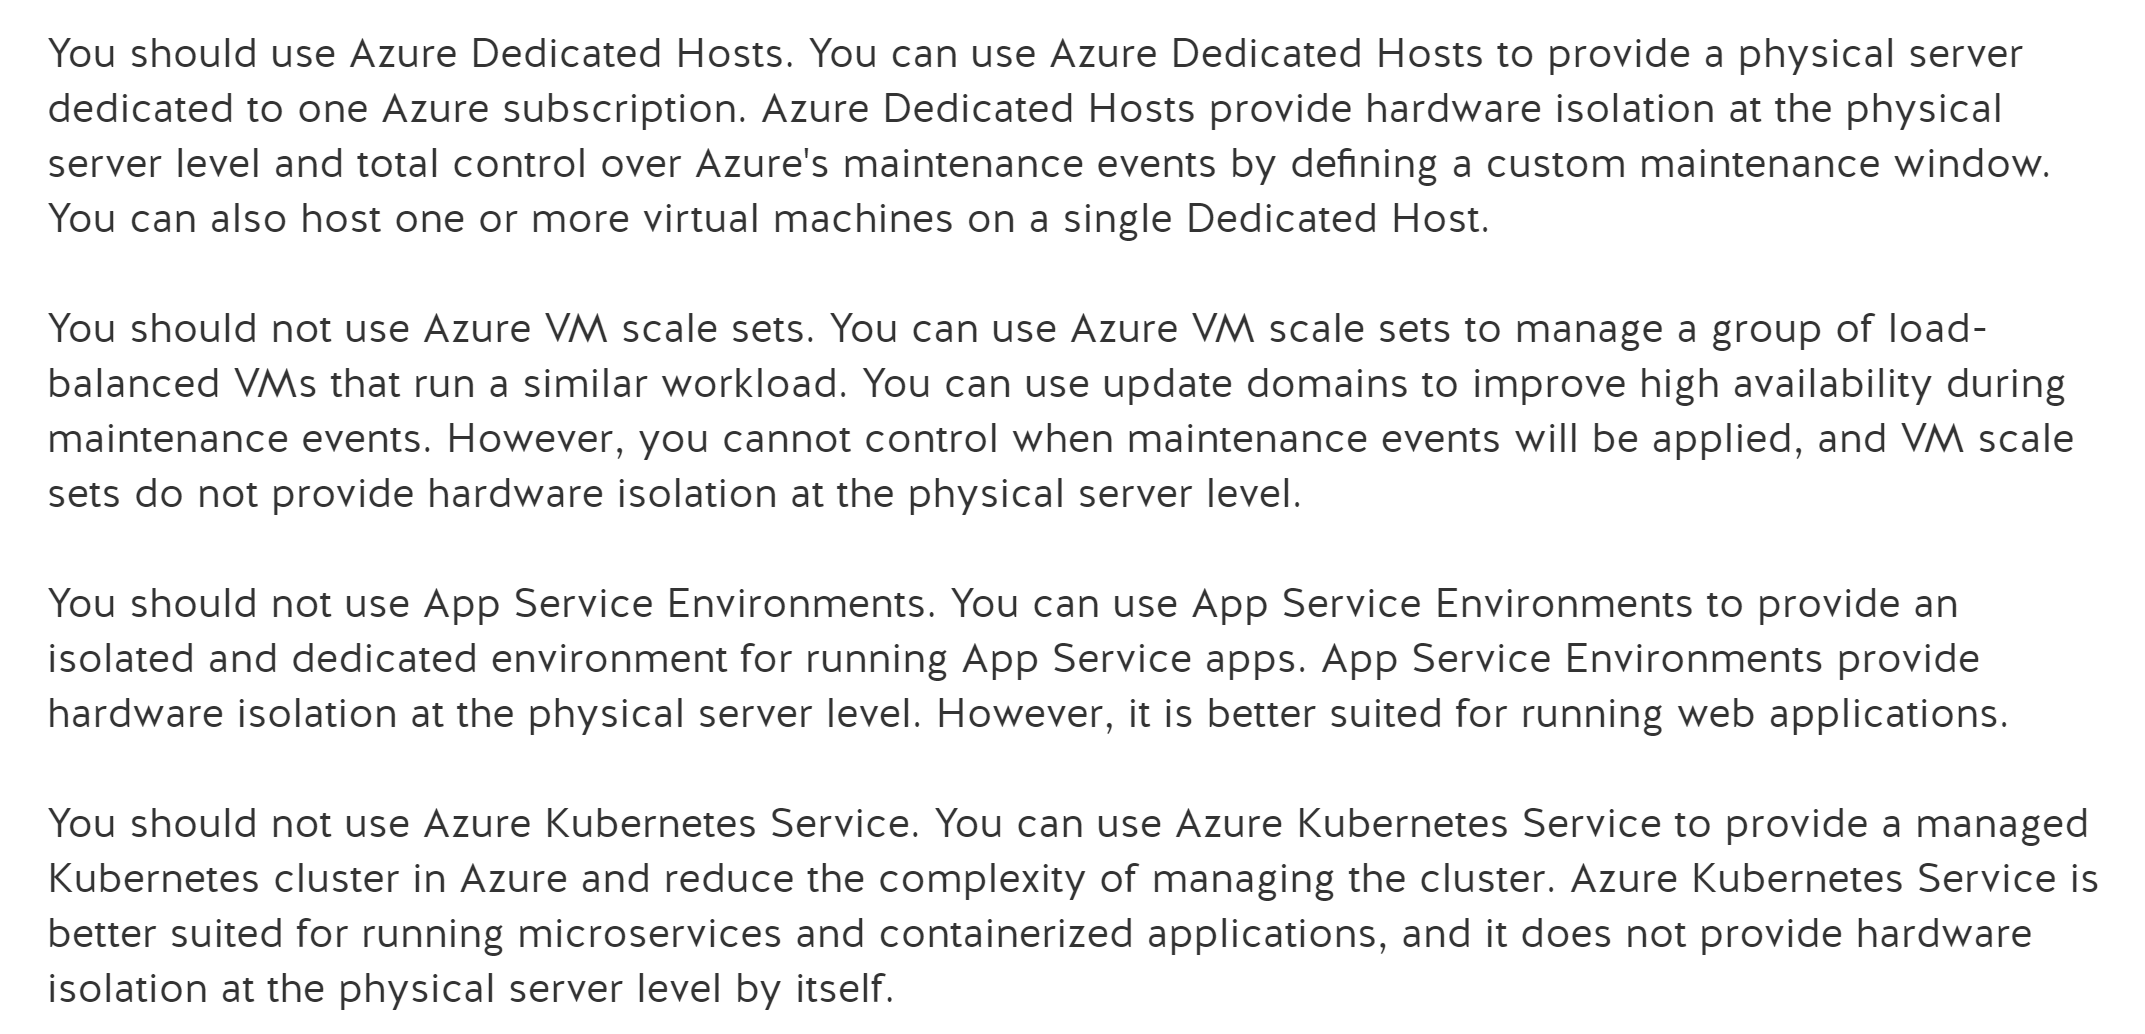 You should use Azure Dedicated Hosts. You can use Azure Dedicated Hosts to provide a physical server
dedicated to one Azure subscription. Azure Dedicated Hosts provide hardware isolation at the physical
server level and total control over Azure's maintenance events by defining a custom maintenance window.
You can also host one or more virtual machines on a single Dedicated Host.
You should not use Azure VM scale sets. You can use Azure VM scale sets to manage a group of load-
balanced VMs that run a similar workload. You can use update domains to improve high availability during
maintenance events. However, you cannot control when maintenance events will be applied, and VM scale
sets do not provide hardware isolation at the physical server level.
You should not use App Service Environments. You can use App Service Environments to provide an
isolated and dedicated environment for running App Service apps. App Service Environments provide
hardware isolation at the physical server level. However, it is better suited for running web applications.
You should not use Azure Kubernetes Service. You can use Azure Kubernetes Service to provide a managed
Kubernetes cluster in Azure and reduce the complexity of managing the cluster. Azure Kubernetes Service is
better suited for running microservices and containerized applications, and it does not provide hardware
isolation at the physical server level by itself.